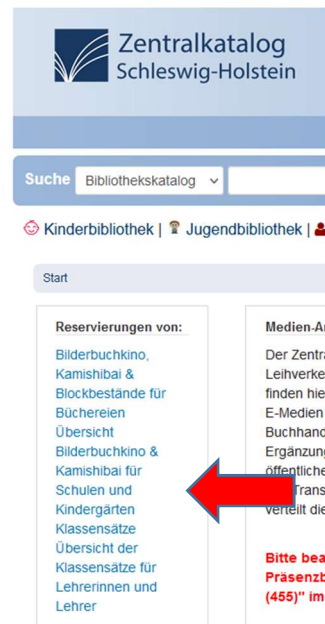 Zentralkatalog
Schleswig-Holstein
Suche Bibliothekskatalog
Kinderbibliothek | Jugendbibliothek |
Start
Reservierungen von:
Bilderbuchkino,
Kamishibai &
Blockbestände für
Büchereien
Übersicht
Bilderbuchkino &
Kamishibai für
Schulen und
Kindergärten
Klassensätze
Übersicht der
Klassensätze für
Lehrerinnen und
Lehrer
Medien-A
Der Zentra
Leihverke
finden hie
E-Medien
Buchhand
Ergänzung
öffentliche
Trans
verteilt die
Bitte bea
Präsenzb
(455)" im